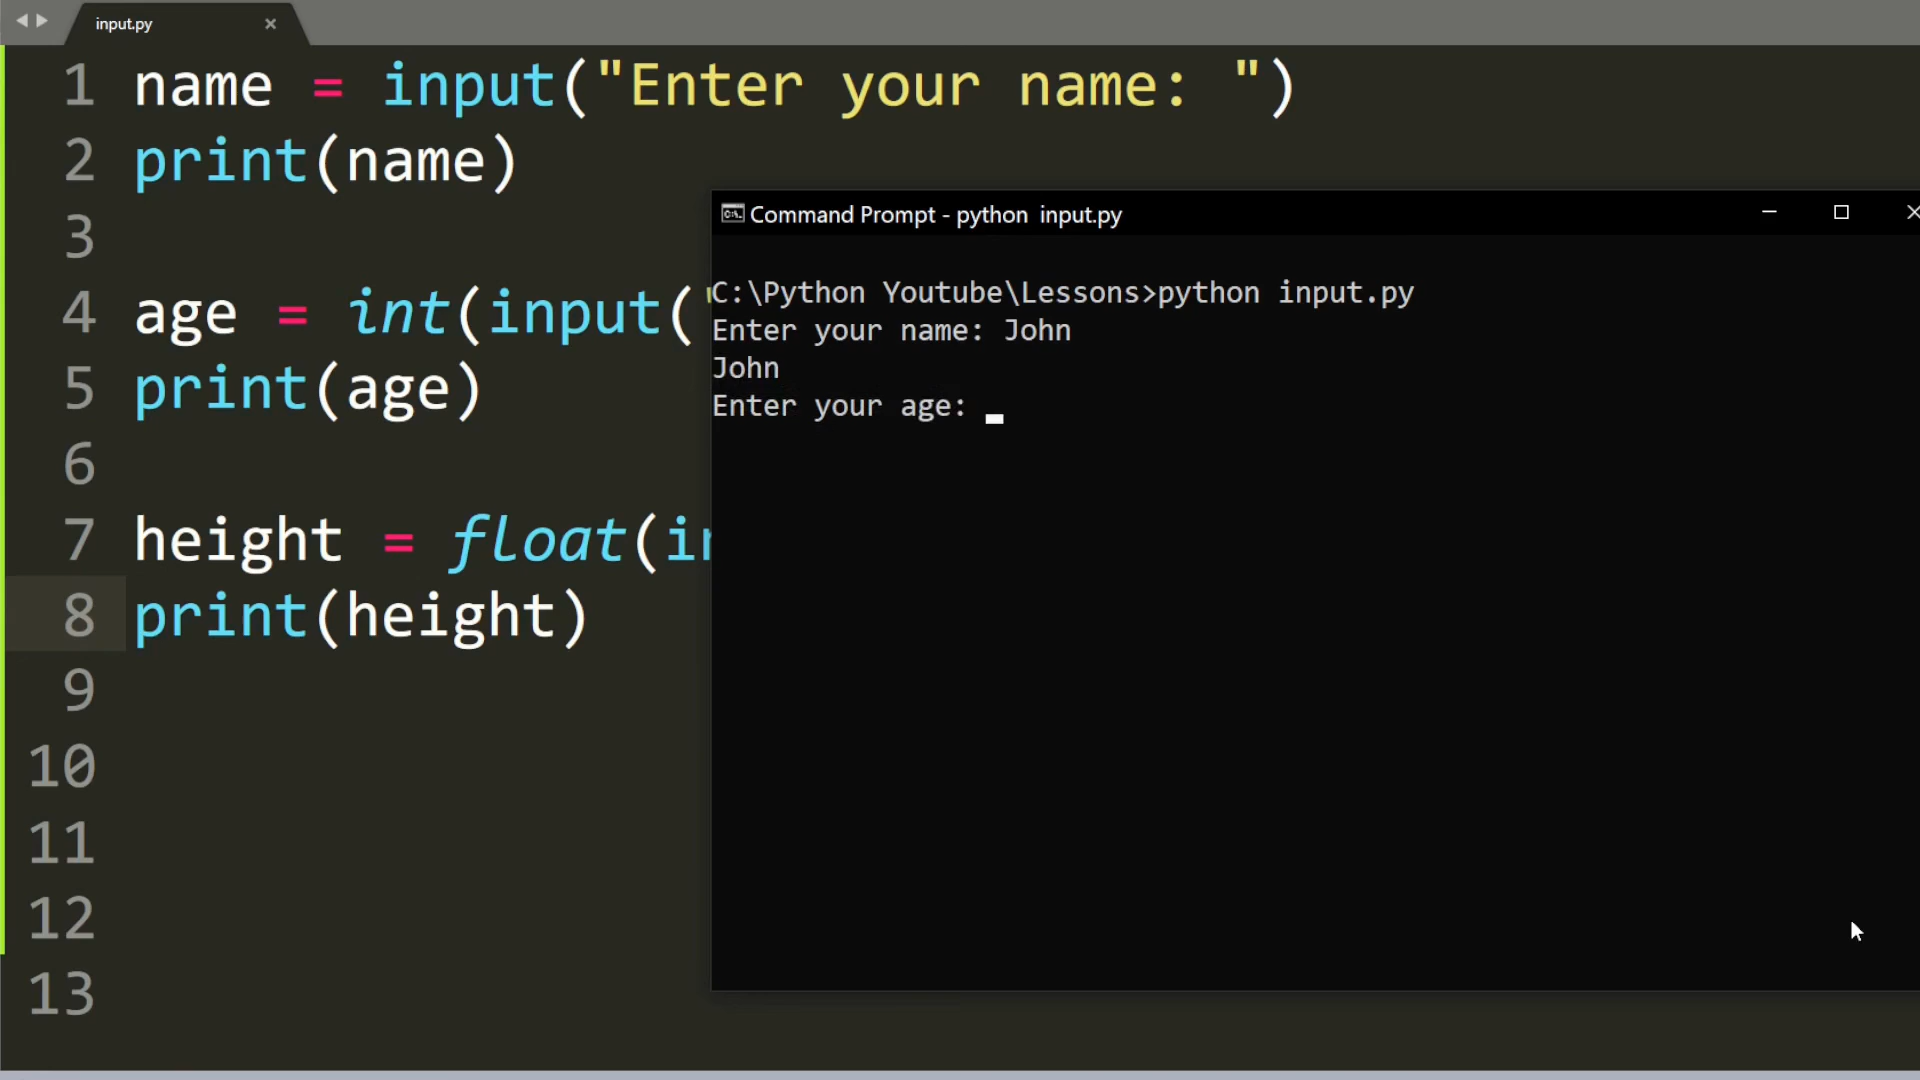 input.py
1 name = input("Enter your name: ")
2 print(name)
3
4 age = int(input("
5 print(age)
6
7 height = float(in
8 print(height)
9
10
11
12
13
Command Prompt - python input.py
C:\Python Youtube\Lessons>python input.py
Enter your name: John
John
Enter your age: